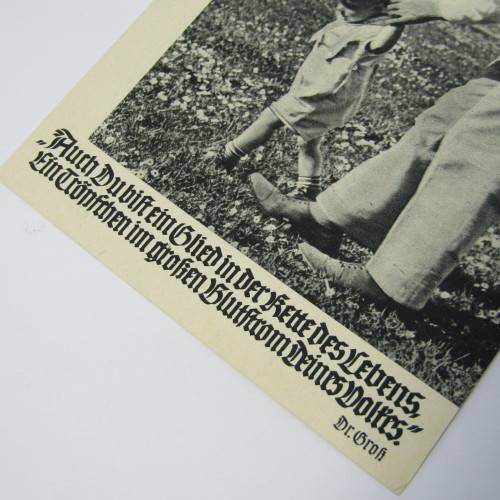 „Auch Du bist ein Glied in der Kette des Lebens,
Ein Tröpfchen im großen Blutstrom Deines Volkes."
Dr. Groß